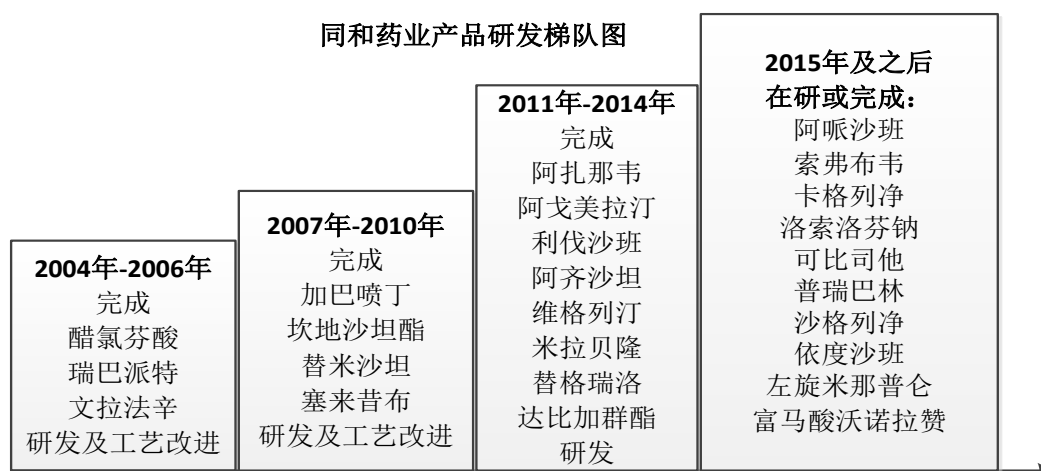 同和药业产品研发梯队图
2004年-2006年
完成
醋氯芬酸
瑞巴派特
文拉法辛
研发及工艺改进
2007年-2010年
完成
加巴喷丁
坎地沙坦酯
替米沙坦
塞来昔布
研发及工艺改进
2011年-2014年
完成
阿扎那韦
阿戈美拉汀
利伐沙班
阿齐沙坦
维格列汀
米拉贝隆
替格瑞洛
达比加群酯
研发
2015年及之后
在研或完成：
阿哌沙班
索弗布韦
卡格列净
洛索洛芬钠
可比司他
普瑞巴林
沙格列净
依度沙班
左旋米那普仑
富马酸沃诺拉赞